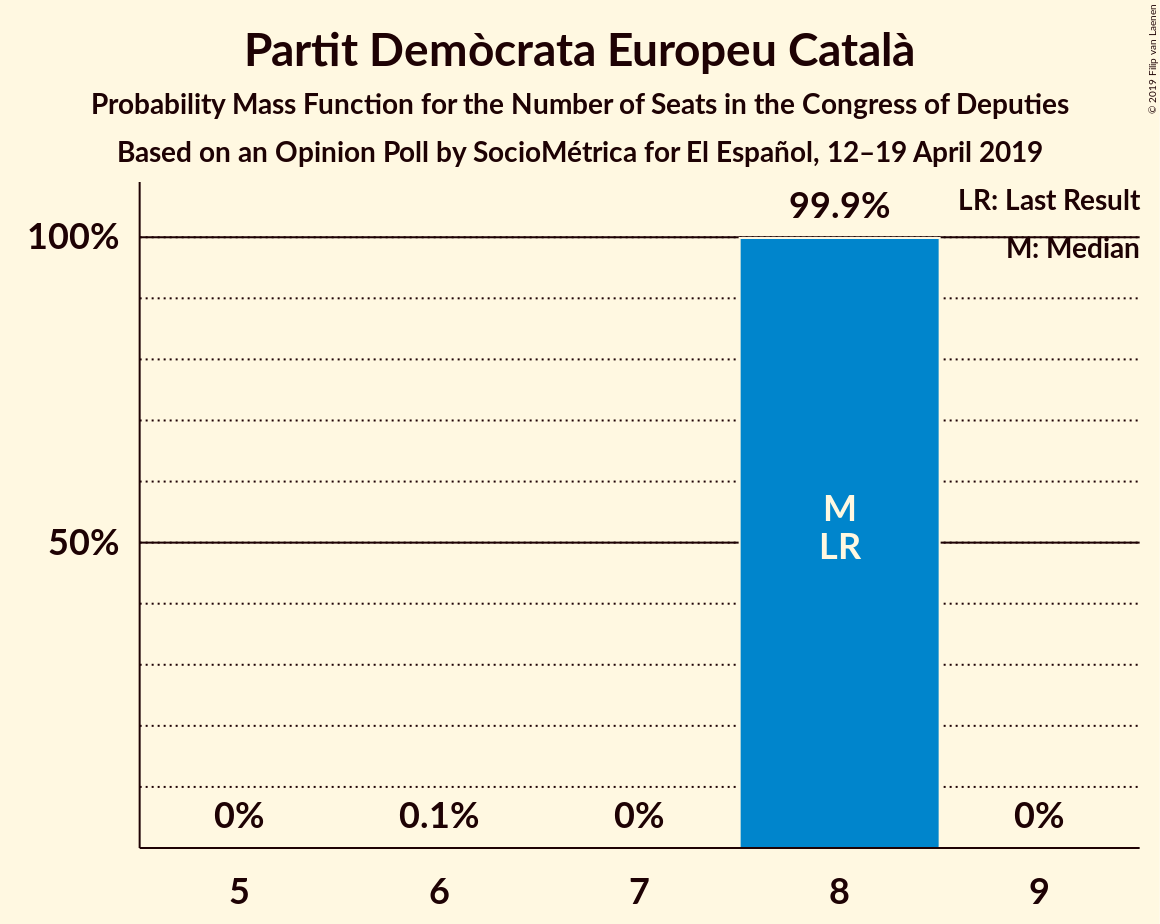 Partit Demòcrata Europeu Català
Probability Mass Function for the Number of Seats in the Congress of Deputies
Based on an Opinion Poll by SocioMétrica for El Español, 12–19 April 2019
© 2019 Filip van Laenen
LR: Last Result
M: Median
100%
50%
99.9%
M
LR
0%
0.1%
0%
0%
5
6
7
8
9